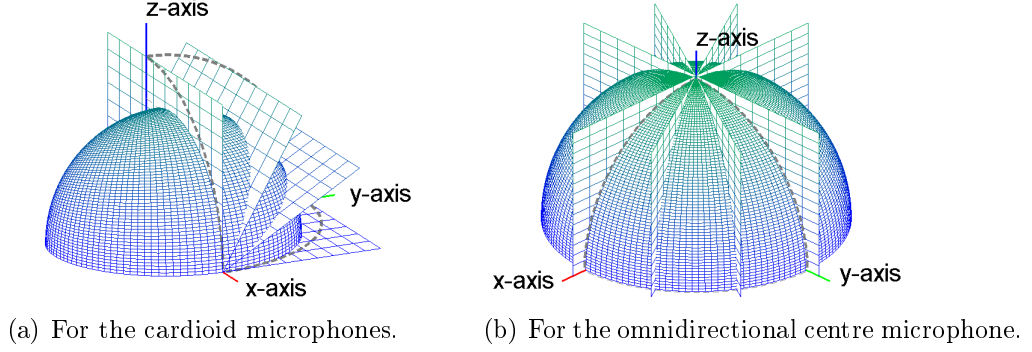 z-axis
y-axis
x-axis
(a) For the cardioid microphones.
z-axis
x-axis
y-axis
(b) For the omnidirectional centre microphone.